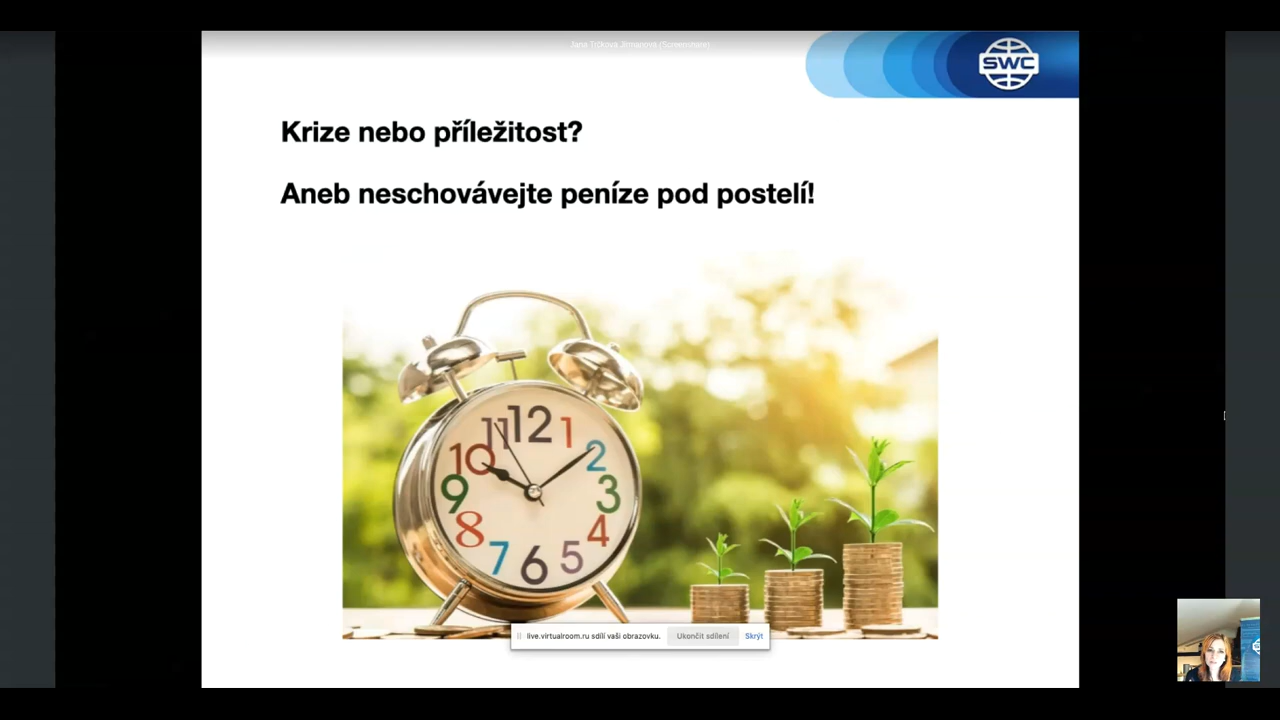 SWC
Krize nebo příležitost?
Aneb neschovávejte peníze pod postelí!
12
11
1
10
2
9
3
8
4
7
5
6
live.virtualroom.ru sdílí vaši obrazovku.
Ukončit sdílení
Skrýt